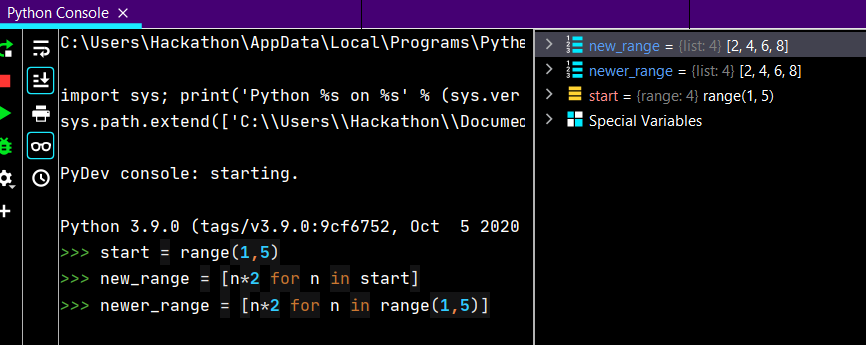 Python Console ×
C:\Users\Hackathon\AppData\Local\Programs\Pythe
import sys; print('Python %s on %s' % (sys.ver
sys.path.extend(['C:\\Users\\Hackathon\\Documen
PyDev console: starting.
Python 3.9.0 (tags/v3.9.0:9cf6752, Oct  5 2020
>>> start = range(1,5)
>>> new_range = [n*2 for n in start]
>>> newer_range = [n*2 for n in range(1,5)]
new_range = {list: 4} [2, 4, 6, 8]
newer_range = {list: 4} [2, 4, 6, 8]
start = {range: 4} range(1, 5)
Special Variables